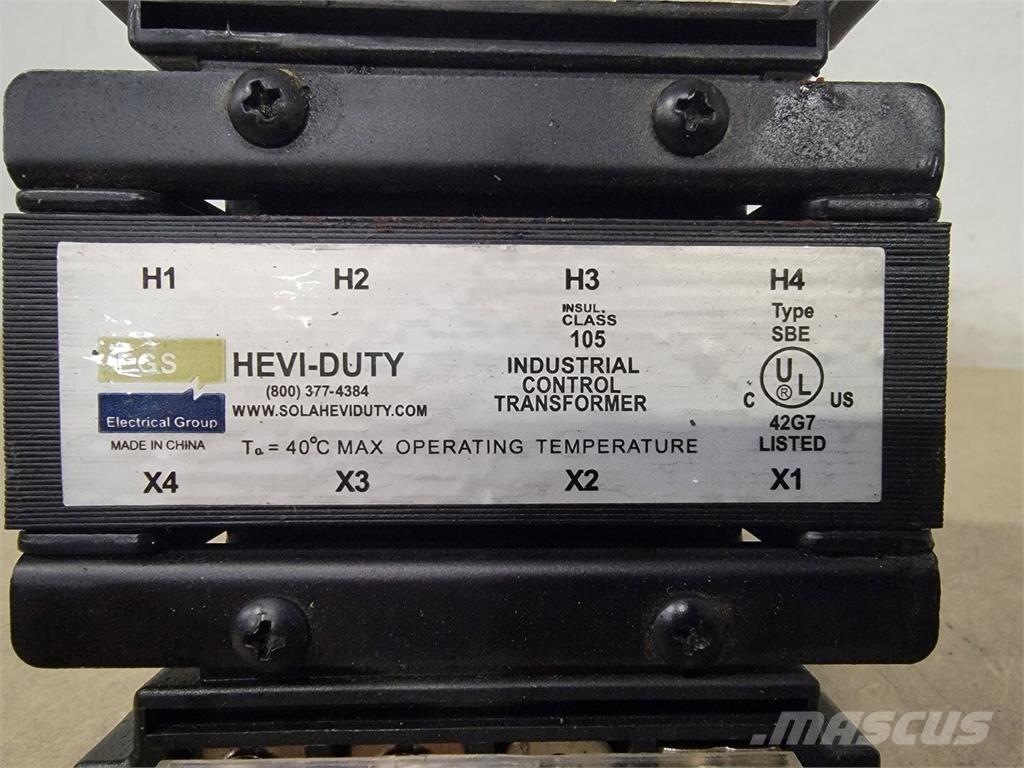 H1 H2 H3 H4
INSUL. CLASS 105
Type SBE
EGS
HEVI-DUTY
(800) 377-4384
WWW.SOLAHEVIDUTY.COM
INDUSTRIAL
CONTROL
TRANSFORMER
UL
®
C US
42G7
LISTED
Electrical Group
MADE IN CHINA
Ta = 40°C MAX OPERATING TEMPERATURE
X4 X3 X2 X1
MASCUS